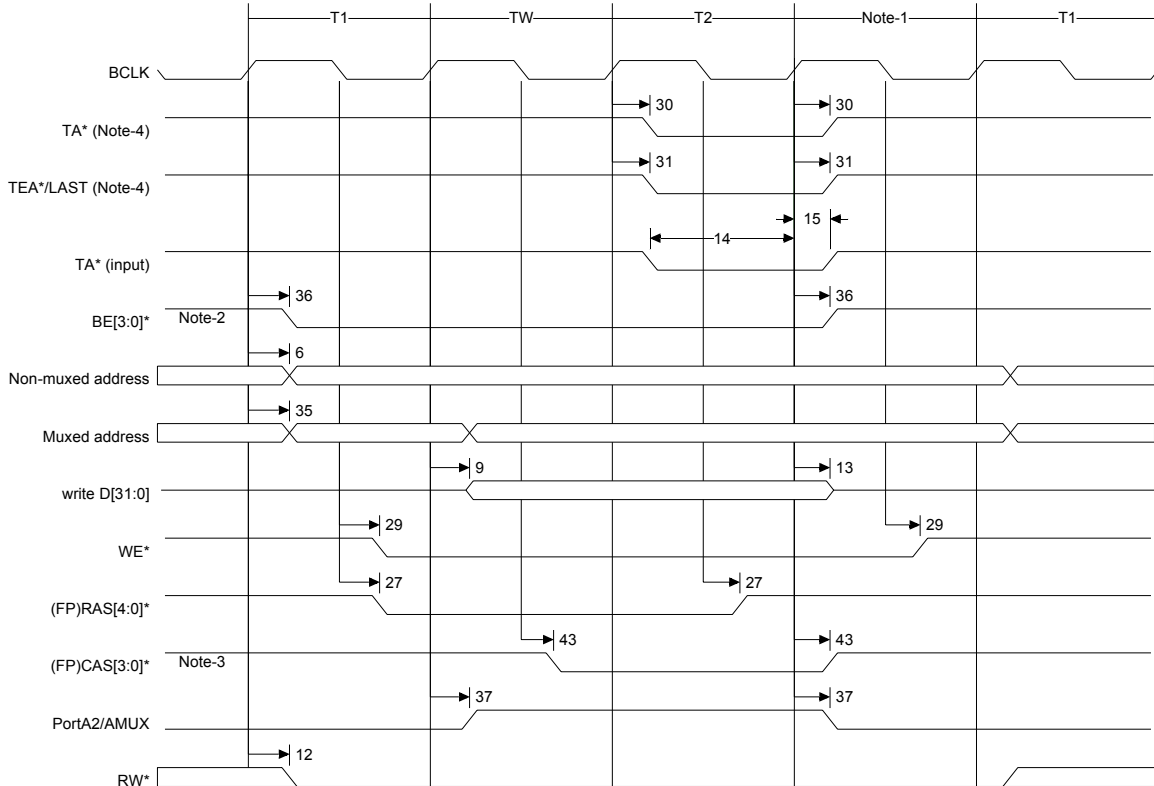 T1 TW T2 Note-1 T1
BCLK
30 30
TA* (Note-4)
31 31
TEA*/LAST (Note-4)
15
14
TA* (input)
36 36
BE[3:0]* Note-2
6
Non-muxed address
35
Muxed address
9 13
write D[31:0]
29 29
WE*
27 27
(FP)RAS[4:0]*
43 43
(FP)CAS[3:0]* Note-3
37 37
PortA2/AMUX
12
RW*